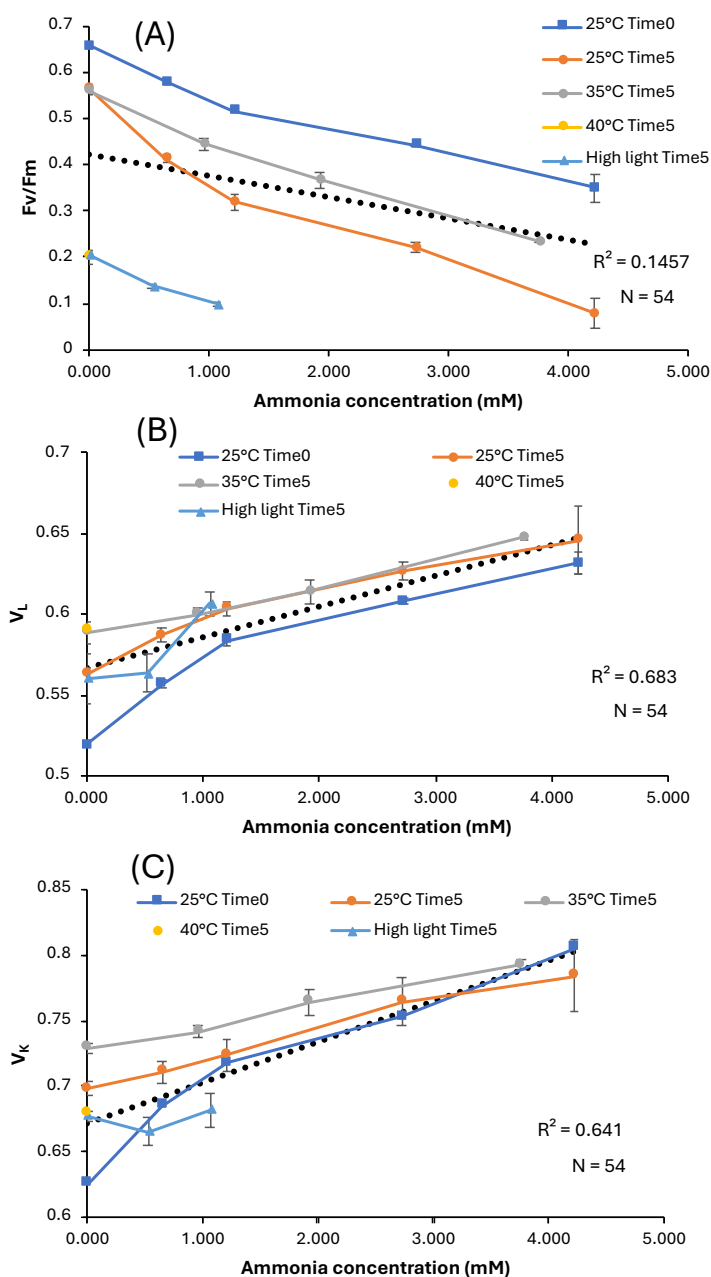 (A)
25°C Time0
25°C Time5
35°C Time5
40°C Time5
High light Time5
0.7
0.6
0.5
0.4
0.3
0.2
0.1
0
Fv/Fm
R² = 0.1457
N = 54
0.000 1.000 2.000 3.000 4.000 5.000
Ammonia concentration (mM)
(B)
25°C Time0 25°C Time5
35°C Time5 40°C Time5
High light Time5
0.7
0.65
0.6
0.55
0.5
V_L
R² = 0.683
N = 54
0.000 1.000 2.000 3.000 4.000 5.000
Ammonia concentration (mM)
(C)
25°C Time0 25°C Time5 35°C Time5
40°C Time5 High light Time5
0.85
0.8
0.75
0.7
0.65
0.6
V_K
R² = 0.641
N = 54
0.000 1.000 2.000 3.000 4.000 5.000
Ammonia concentration (mM)